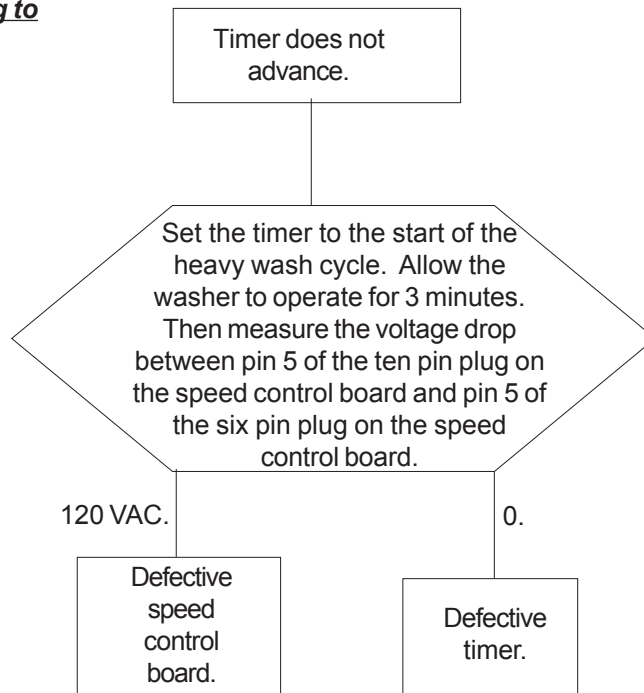 g to
Timer does not
advance.
Set the timer to the start of the
heavy wash cycle. Allow the
washer to operate for 3 minutes.
Then measure the voltage drop
between pin 5 of the ten pin plug on
the speed control board and pin 5 of
the six pin plug on the speed
control board.
120 VAC.
0.
Defective
speed
control
board.
Defective
timer.